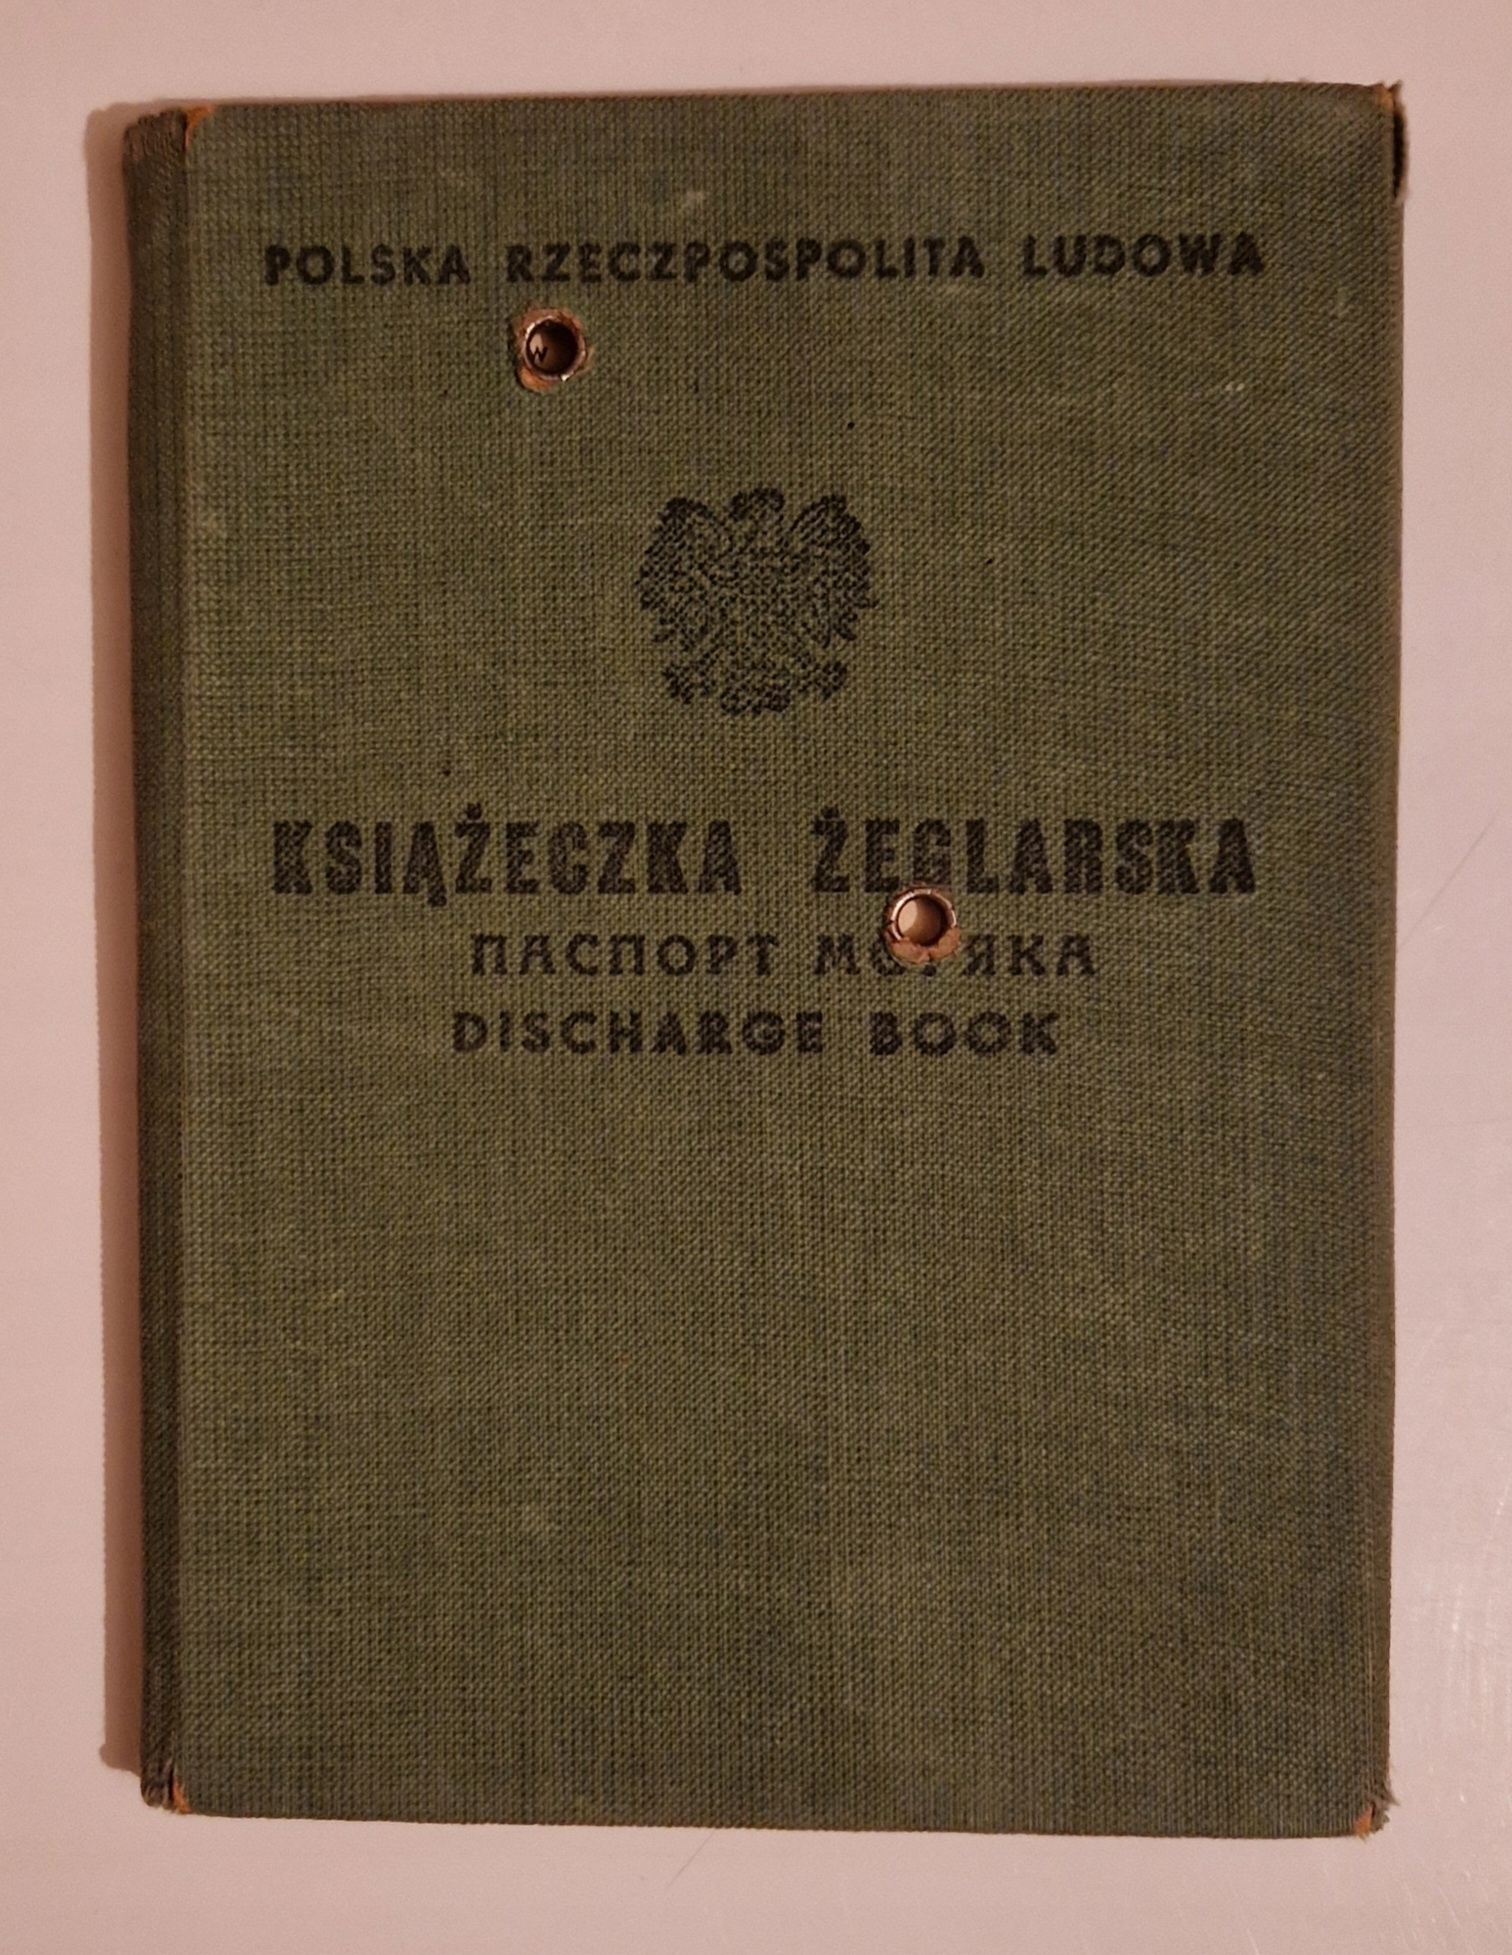 POLSKA RZECZPOSPOLITA LUDOWA
KSIĄŻECZKA ŻEGLARSKA
ПАСПОРТ МОРЯКА
DISCHARGE BOOK